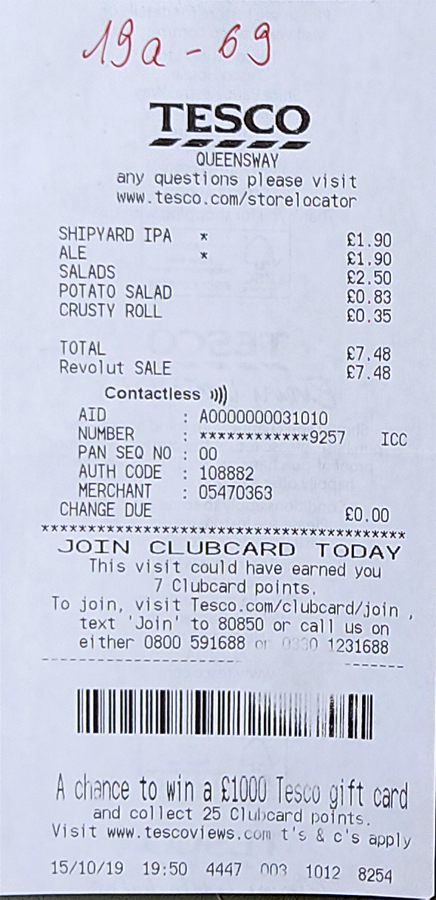 19a - 69
TESCO
QUEENSWAY
any questions please visit
www.tesco.com/storelocator
SHIPYARD IPA * £1.90
ALE * £1.90
SALADS £2.50
POTATO SALAD £0.83
CRUSTY ROLL £0.35
TOTAL £7.48
Revolut SALE £7.48
Contactless
AID : A0000000031010
NUMBER : ************9257 ICC
PAN SEQ NO : 00
AUTH CODE : 108882
MERCHANT : 05470363
CHANGE DUE £0.00
****************************************
JOIN CLUBCARD TODAY
This visit could have earned you
7 Clubcard points.
To join, visit Tesco.com/clubcard/join ,
text 'Join' to 80850 or call us on
either 0800 591688 or 0330 1231688
----------------------------------------
A chance to win a £1000 Tesco gift card
and collect 25 Clubcard points.
Visit www.tescoviews.com t's & c's apply
15/10/19 19:50 4447 003 1012 8254